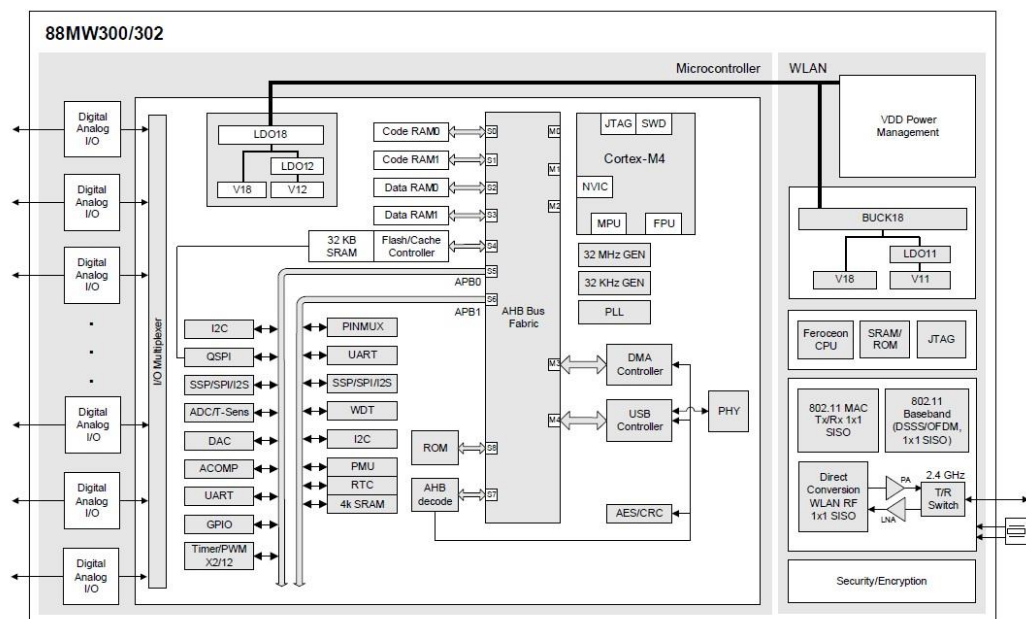 88MW300/302
Microcontroller
WLAN
Digital
Analog
I/O
Digital
Analog
I/O
Digital
Analog
I/O
Digital
Analog
I/O
Digital
Analog
I/O
Digital
Analog
I/O
I/O Multiplexer
LDO18
LDO12
V18
V12
Code RAM0
Code RAM1
Data RAM0
Data RAM1
32 KB
SRAM
Flash/Cache
Controller
S0
S1
S2
S3
S4
S5
S6
S8
S7
APB0
APB1
AHB Bus
Fabric
M0
M1
M2
M3
M4
JTAG
SWD
Cortex-M4
NVIC
MPU
FPU
32 MHz GEN
32 KHz GEN
PLL
I2C
QSPI
SSP/SPI/I2S
ADC/T-Sens
DAC
ACOMP
UART
GPIO
Timer/PWM
X2/12
PINMUX
UART
SSP/SPI/I2S
WDT
I2C
PMU
RTC
4k SRAM
ROM
AHB
decode
DMA
Controller
USB
Controller
PHY
AES/CRC
VDD Power
Management
BUCK18
LDO11
V18
V11
Feroceon
CPU
SRAM/
ROM
JTAG
802.11 MAC
Tx/Rx 1x1
SISO
802.11
Baseband
(DSSS/OFDM,
1x1 SISO)
Direct
Conversion
WLAN RF
1x1 SISO
PA
LNA
2.4 GHz
T/R
Switch
Security/Encryption